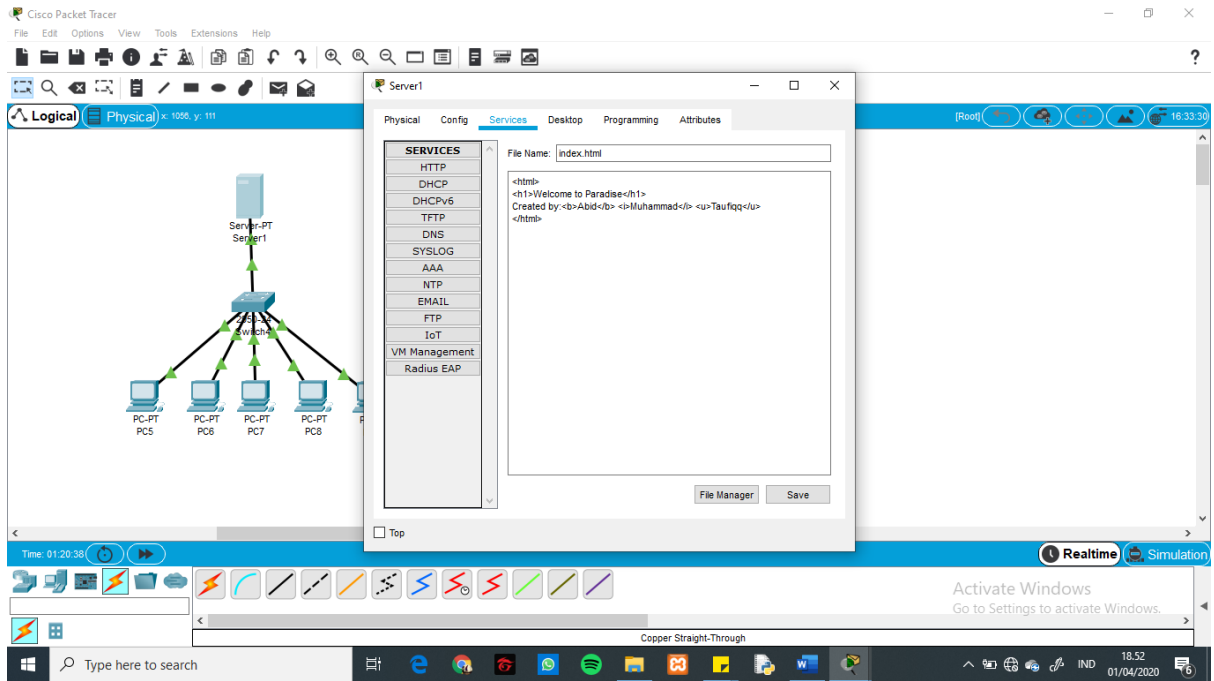 Cisco Packet Tracer
File Edit Options View Tools Extensions Help
?
Logical Physical x: 1056, y: 111
[Root] 16:33:30
Server-PT
Server1
2950-24
Switch4
PC-PT
PC5
PC-PT
PC6
PC-PT
PC7
PC-PT
PC8
Server1
Physical Config Services Desktop Programming Attributes
SERVICES
HTTP
DHCP
DHCPv6
TFTP
DNS
SYSLOG
AAA
NTP
EMAIL
FTP
IoT
VM Management
Radius EAP
File Name: index.html
<html>
<h1>Welcome to Paradise</h1>
Created by:<b>Abid</b> <i>Muhammad</i> <u>Taufiqq</u>
</html>
File Manager Save
Top
Time: 01:20:38
Realtime Simulation
Activate Windows
Go to Settings to activate Windows.
Copper Straight-Through
Type here to search
IND
18.52
01/04/2020
6